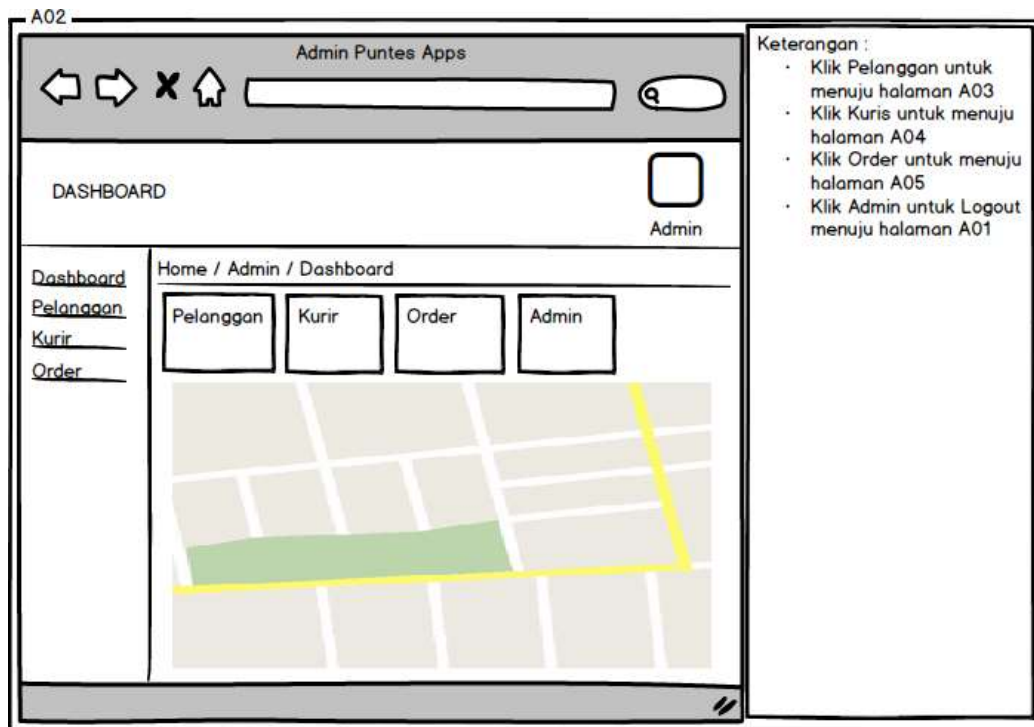 A02
Admin Puntes Apps
DASHBOARD
Admin
Dashboard
Pelanggan
Kurir
Order
Home / Admin / Dashboard
Pelanggan Kurir Order Admin
Keterangan :
· Klik Pelanggan untuk
menuju halaman A03
· Klik Kuris untuk menuju
halaman A04
· Klik Order untuk menuju
halaman A05
· Klik Admin untuk Logout
menuju halaman A01